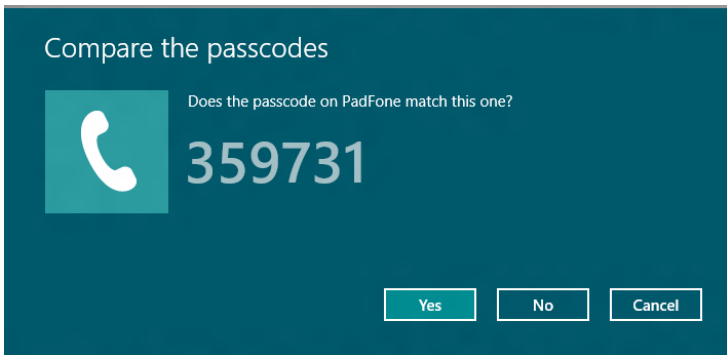 Compare the passcodes
Does the passcode on PadFone match this one?
359731
Yes No Cancel